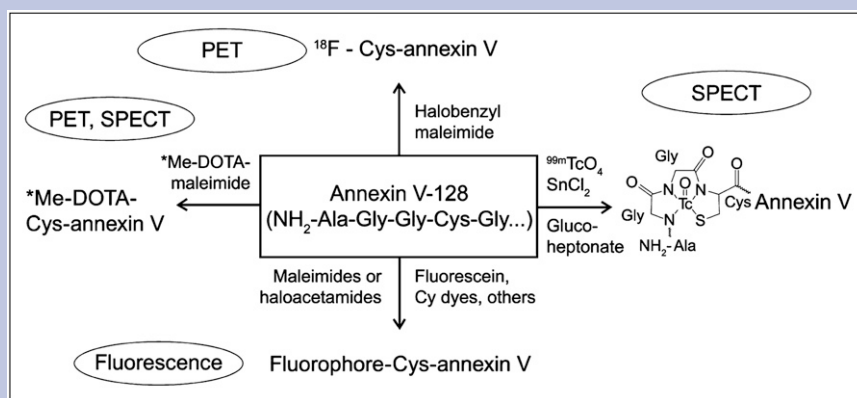 PET
¹⁸F - Cys-annexin V
SPECT
PET, SPECT
Halobenzyl
maleimide
*Me-DOTA-
maleimide
⁹⁹ᵐTcO₄
SnCl₂
Gly
O
O
O
N
O
N
Tc
Cys
Annexin V
Gly
N
S
NH₂-Ala
*Me-DOTA-
Cys-annexin V
Annexin V-128
(NH₂-Ala-Gly-Gly-Cys-Gly...)
Gluco-
heptonate
Maleimides or
haloacetamides
Fluorescein,
Cy dyes, others
Fluorescence
Fluorophore-Cys-annexin V